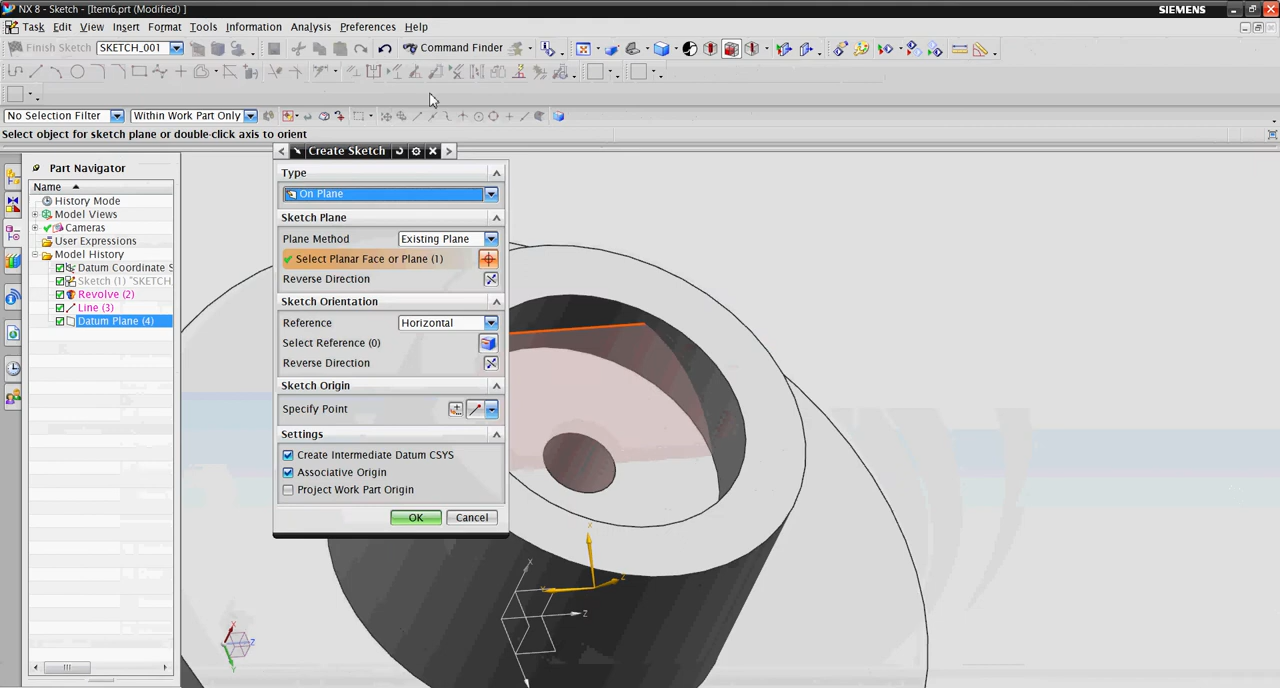 NX 8 - Sketch - [Item6.prt (Modified) ]
SIEMENS
Task Edit View Insert Format Tools Information Analysis Preferences Help
Finish Sketch SKETCH_001 Command Finder
No Selection Filter Within Work Part Only
Select object for sketch plane or double-click axis to orient
Part Navigator
Name
History Mode
Model Views
Cameras
User Expressions
Model History
Datum Coordinate S
Sketch (1) "SKETCH_
Revolve (2)
Line (3)
Datum Plane (4)
Create Sketch
Type
On Plane
Sketch Plane
Plane Method Existing Plane
Select Planar Face or Plane (1)
Reverse Direction
Sketch Orientation
Reference Horizontal
Select Reference (0)
Reverse Direction
Sketch Origin
Specify Point
Settings
Create Intermediate Datum CSYS
Associative Origin
Project Work Part Origin
OK Cancel
X
Y
Z
X
Z
X
Z
Y